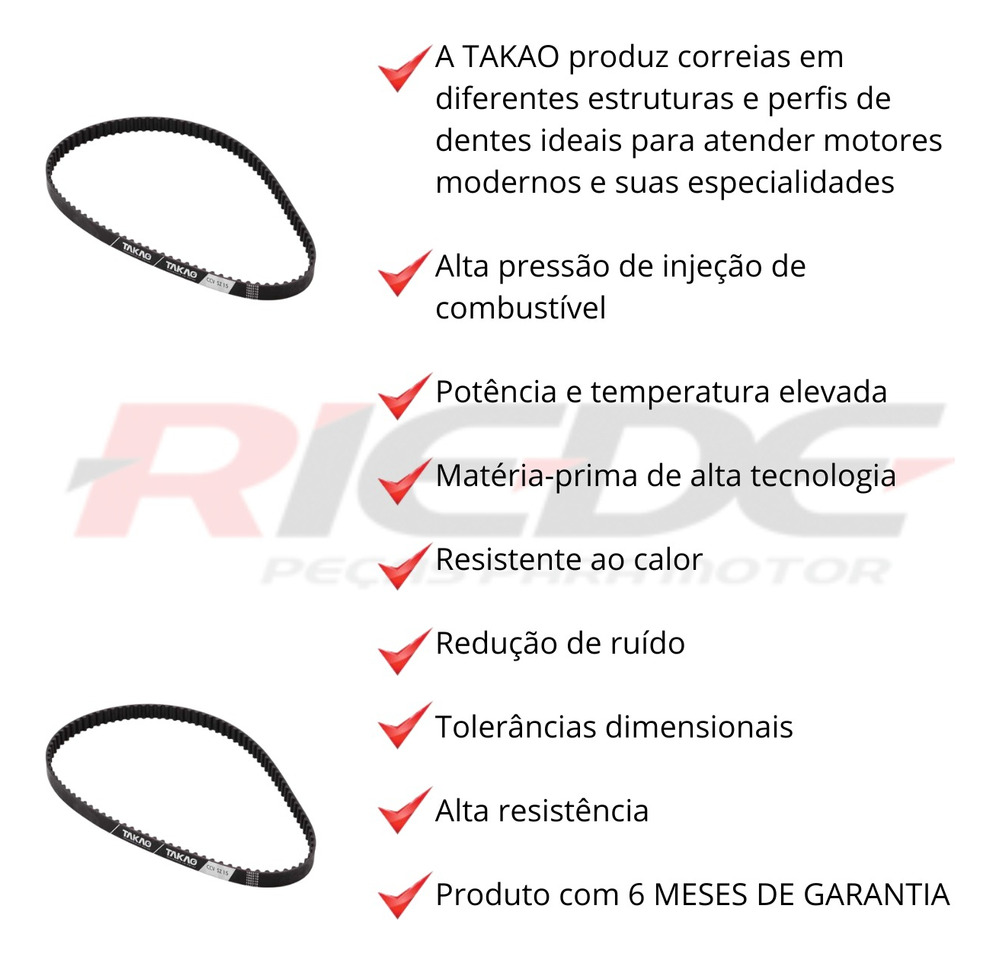 A TAKAO produz correias em
diferentes estruturas e perfis de
dentes ideais para atender motores
modernos e suas especialidades
Alta pressão de injeção de
combustível
Potência e temperatura elevada
Matéria-prima de alta tecnologia
Resistente ao calor
Redução de ruído
Tolerâncias dimensionais
Alta resistência
Produto com 6 MESES DE GARANTIA
RIEDE
PEÇAS PARA MOTOR
TAKAO TAKAO
TAKAO TAKAO